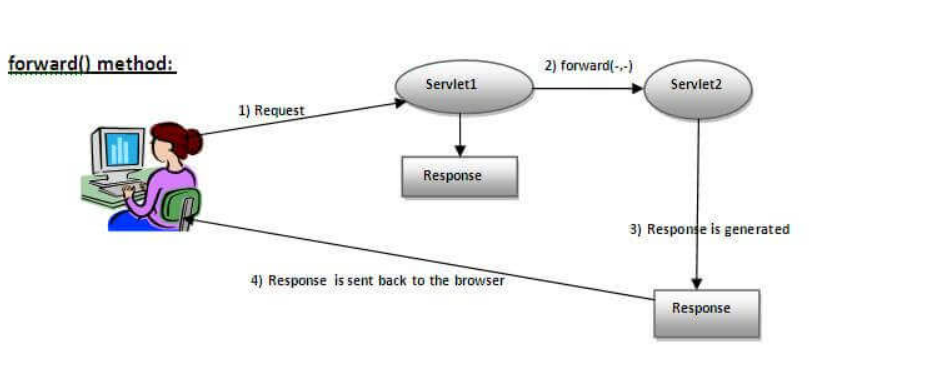 forward() method:
2) forward(-,-)
Servlet1
Servlet2
1) Request
Response
3) Response is generated
4) Response is sent back to the browser
Response